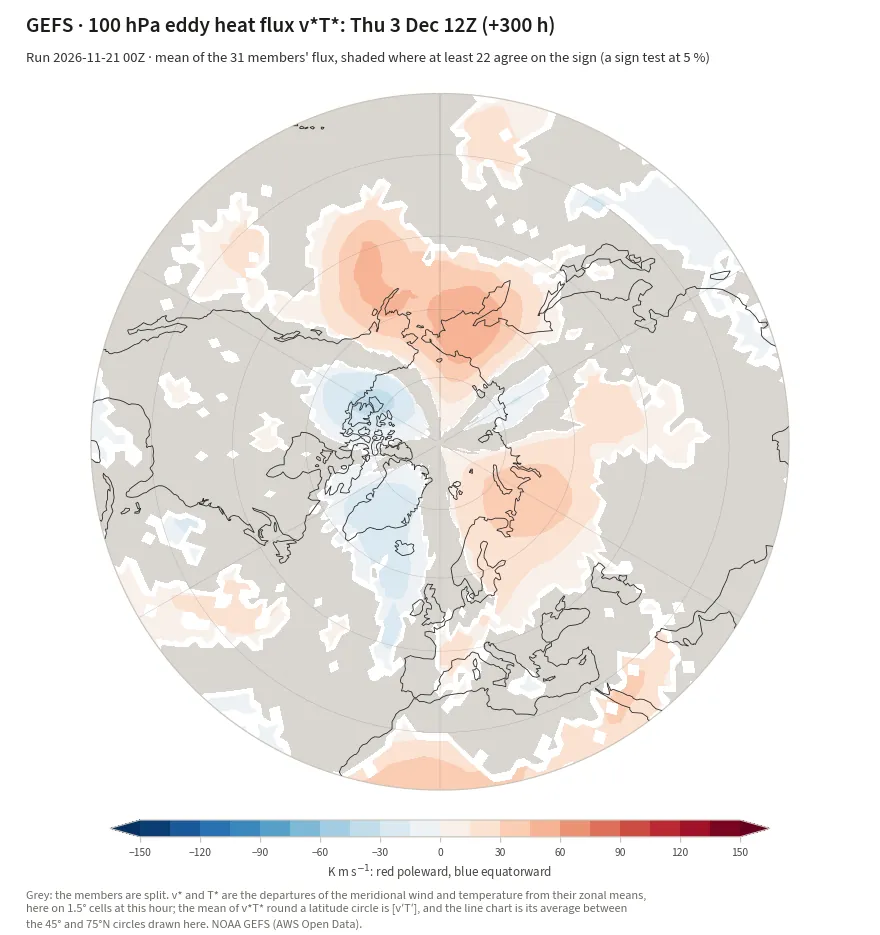 GEFS · 100 hPa eddy heat flux v*T*: Thu 3 Dec 12Z (+300 h)
Run 2026-11-21 00Z · mean of the 31 members' flux, shaded where at least 22 agree on the sign (a sign test at 5 %)
−150 −120 −90 −60 −30 0 30 60 90 120 150
K m s⁻¹: red poleward, blue equatorward
Grey: the members are split. v* and T* are the departures of the meridional wind and temperature from their zonal means,
here on 1.5° cells at this hour; the mean of v*T* round a latitude circle is [v'T'], and the line chart is its average between
the 45° and 75°N circles drawn here. NOAA GEFS (AWS Open Data).